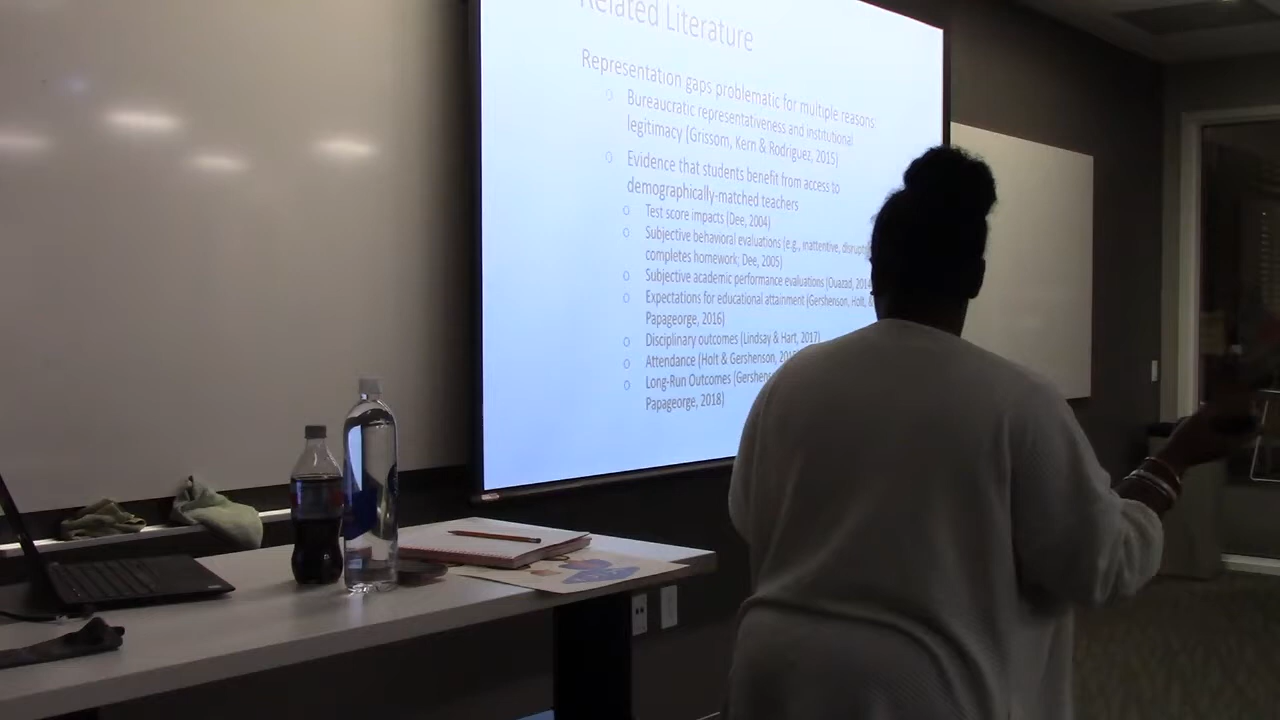 Related Literature
Representation gaps problematic for multiple reasons:
Bureaucratic representativeness and institutional
legitimacy (Grissom, Kern & Rodriguez, 2015)
Evidence that students benefit from access to
demographically-matched teachers
Test score impacts (Dee, 2004)
Subjective behavioral evaluations (e.g., inattentive,
completes homework; Dee, 2005)
Subjective academic performance evaluations (Ouazad,
Expectations for educational attainment (Gershenson, Holt,
Papageorge, 2016)
Disciplinary outcomes (Lindsay & Hart, 2017)
Attendance (Holt & Gershenson,
Long-Run Outcomes
Papageorge, 2018)